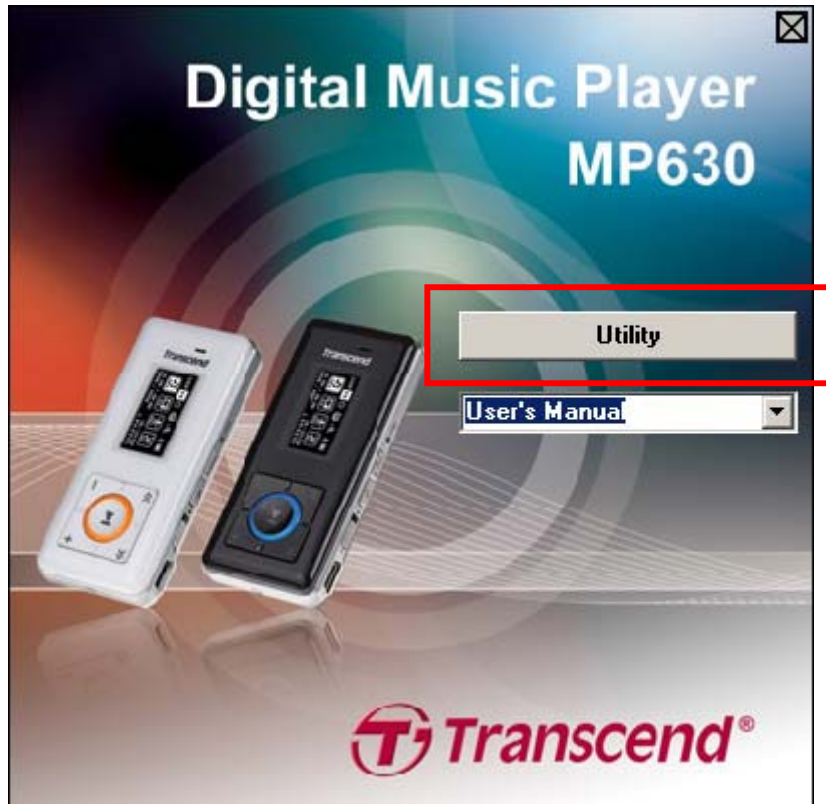 Digital Music Player
MP630
Utility
User's Manual
Transcend
Transcend
Transcend®